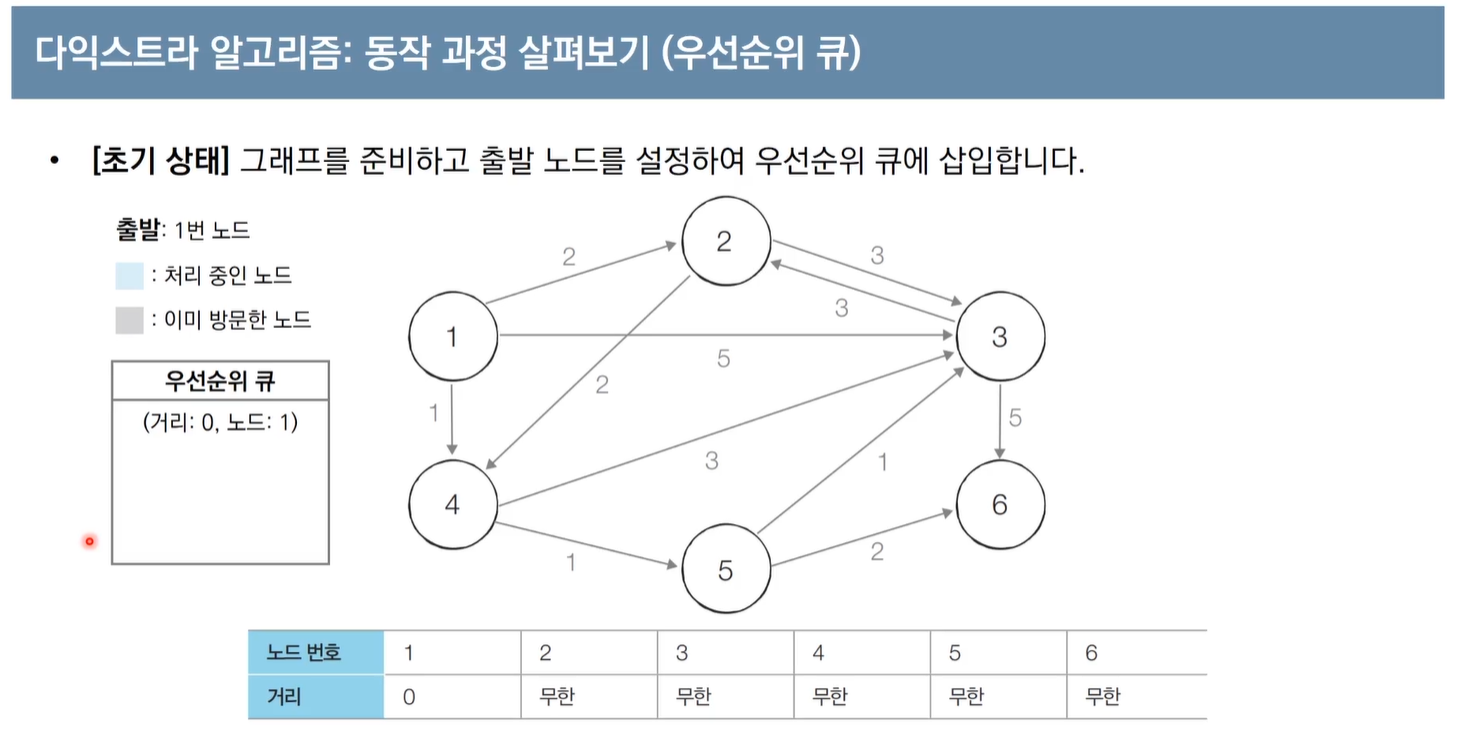 다익스트라 알고리즘: 동작 과정 살펴보기 (우선순위 큐)
• [초기 상태] 그래프를 준비하고 출발 노드를 설정하여 우선순위 큐에 삽입합니다.
출발: 1번 노드
: 처리 중인 노드
: 이미 방문한 노드
우선순위 큐
(거리: 0, 노드: 1)
2
2
3
3
1
3
5
2
1
5
3
1
4
6
1
5
2
노드 번호 1 2 3 4 5 6
거리 0 무한 무한 무한 무한 무한